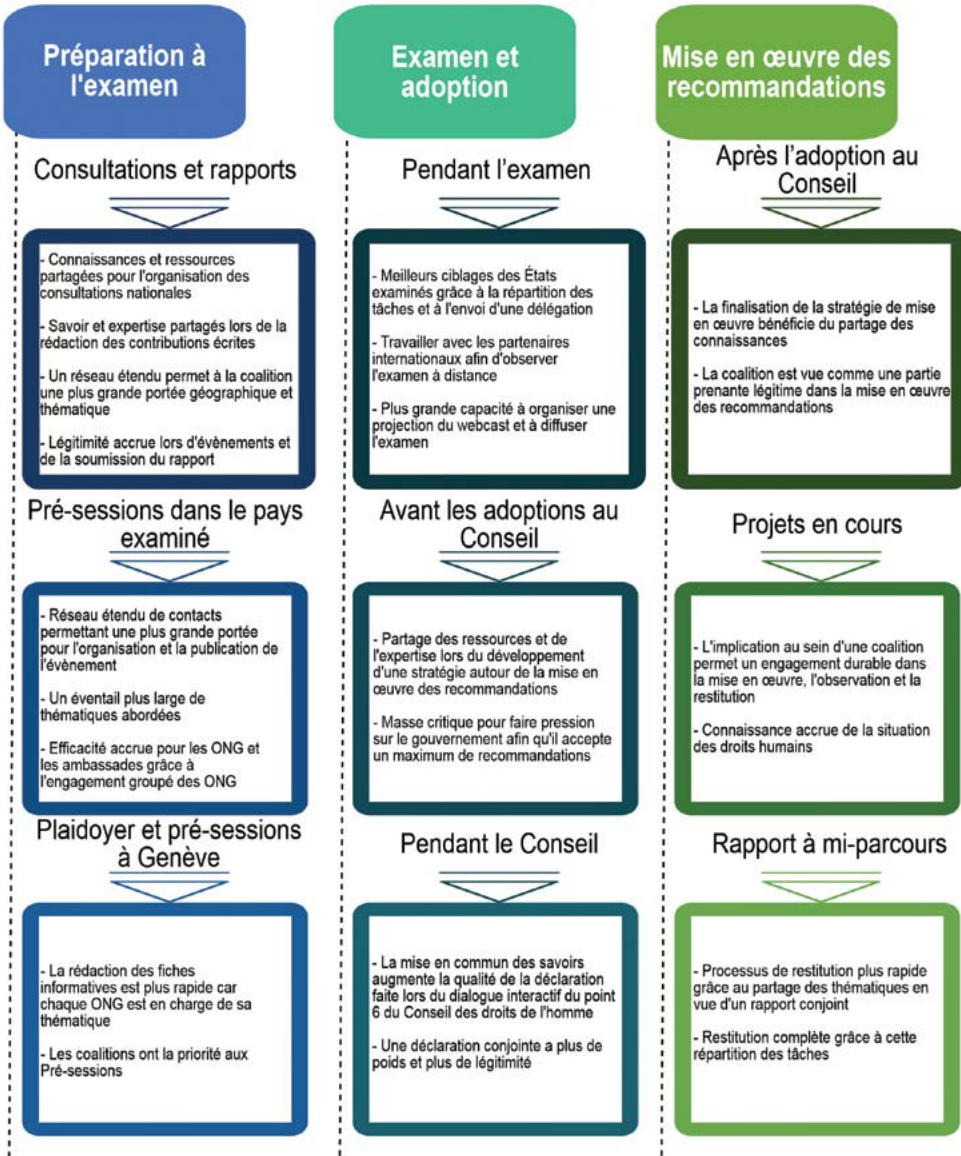 Préparation à
l'examen
Consultations et rapports
- Connaissances et ressources
partagées pour l'organisation des
consultations nationales
- Savoir et expertise partagés lors de la
rédaction des contributions écrites
- Un réseau étendu permet à la coalition
une plus grande portée géographique et
thématique
- Légitimité accrue lors d'évènements et
de la soumission du rapport
Pré-sessions dans le pays
examiné
- Réseau étendu de contacts
permettant une plus grande portée
pour l'organisation et la publication de
l'évènement
- Un éventail plus large de
thématiques abordées
- Efficacité accrue pour les ONG et
les ambassades grâce à
l'engagement groupé des ONG
Plaidoyer et pré-sessions
à Genève
- La rédaction des fiches
informatives est plus rapide car
chaque ONG est en charge de sa
thématique
- Les coalitions ont la priorité aux
Pré-sessions
Examen et
adoption
Pendant l'examen
- Meilleurs ciblages des États
examinés grâce à la répartition des
tâches et à l'envoi d'une délégation
- Travailler avec les partenaires
internationaux afin d'observer
l'examen à distance
- Plus grande capacité à organiser une
projection du webcast et à diffuser
l'examen
Avant les adoptions au
Conseil
- Partage des ressources et de
l'expertise lors du développement
d'une stratégie autour de la mise en
œuvre des recommandations
- Masse critique pour faire pression
sur le gouvernement afin qu'il accepte
un maximum de recommandations
Pendant le Conseil
- La mise en commun des savoirs
augmente la qualité de la déclaration
faite lors du dialogue interactif du point
6 du Conseil des droits de l'homme
- Une déclaration conjointe a plus de
poids et plus de légitimité
Mise en œuvre des
recommandations
Après l'adoption au
Conseil
- La finalisation de la stratégie de mise
en œuvre bénéficie du partage des
connaissances
- La coalition est vue comme une partie
prenante légitime dans la mise en œuvre
des recommandations
Projets en cours
- L'implication au sein d'une coalition
permet un engagement durable dans
la mise en œuvre, l'observation et la
restitution
- Connaissance accrue de la situation
des droits humains
Rapport à mi-parcours
- Processus de restitution plus rapide
grâce au partage des thématiques en
vue d'un rapport conjoint
- Restitution complète grâce à cette
répartition des tâches